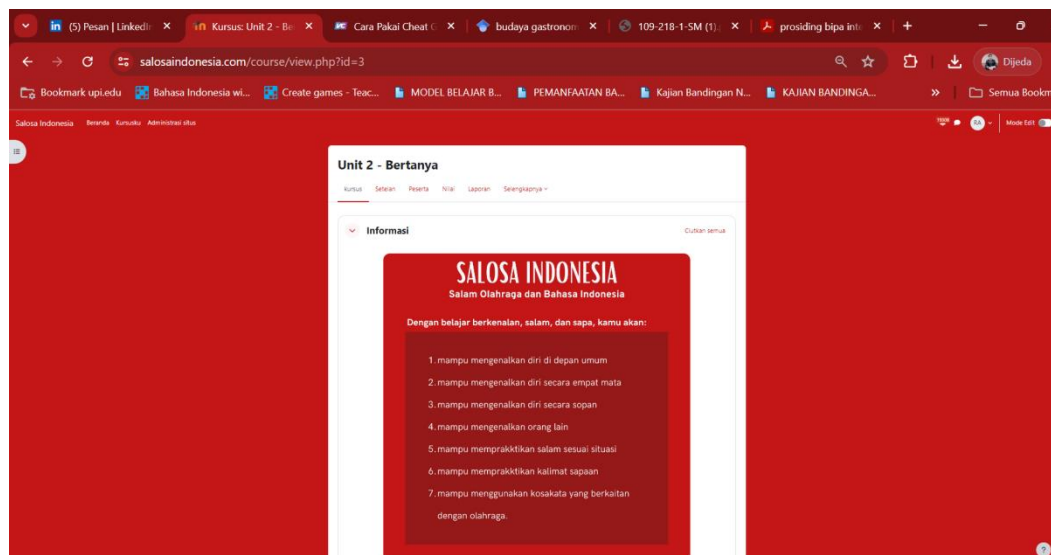 (5) Pesan | LinkedIn
Kursus: Unit 2 - Be
Cara Pakai Cheat G
budaya gastronom
109-218-1-SM (1).
prosiding bipa inte
salosaindonesia.com/course/view.php?id=3
Dijeda
Bookmark upi.edu
Bahasa Indonesia wi...
Create games - Teac...
MODEL BELAJAR B...
PEMANFAATAN BA...
Kajian Bandingan N...
KAJIAN BANDINGA...
Semua Bookm
Salosa Indonesia Beranda Kursusku Administrasi situs
RA
Mode Edit
Unit 2 - Bertanya
Kursus Setelan Peserta Nilai Laporan Selengkapnya
Informasi
Ciutkan semua
SALOSA INDONESIA
Salam Olahraga dan Bahasa Indonesia
Dengan belajar berkenalan, salam, dan sapa, kamu akan:
1. mampu mengenalkan diri di depan umum
2. mampu mengenalkan diri secara empat mata
3. mampu mengenalkan diri secara sopan
4. mampu mengenalkan orang lain
5. mampu memprakktikan salam sesuai situasi
6. mampu memprakktikan kalimat sapaan
7. mampu menggunakan kosakata yang berkaitan
dengan olahraga.